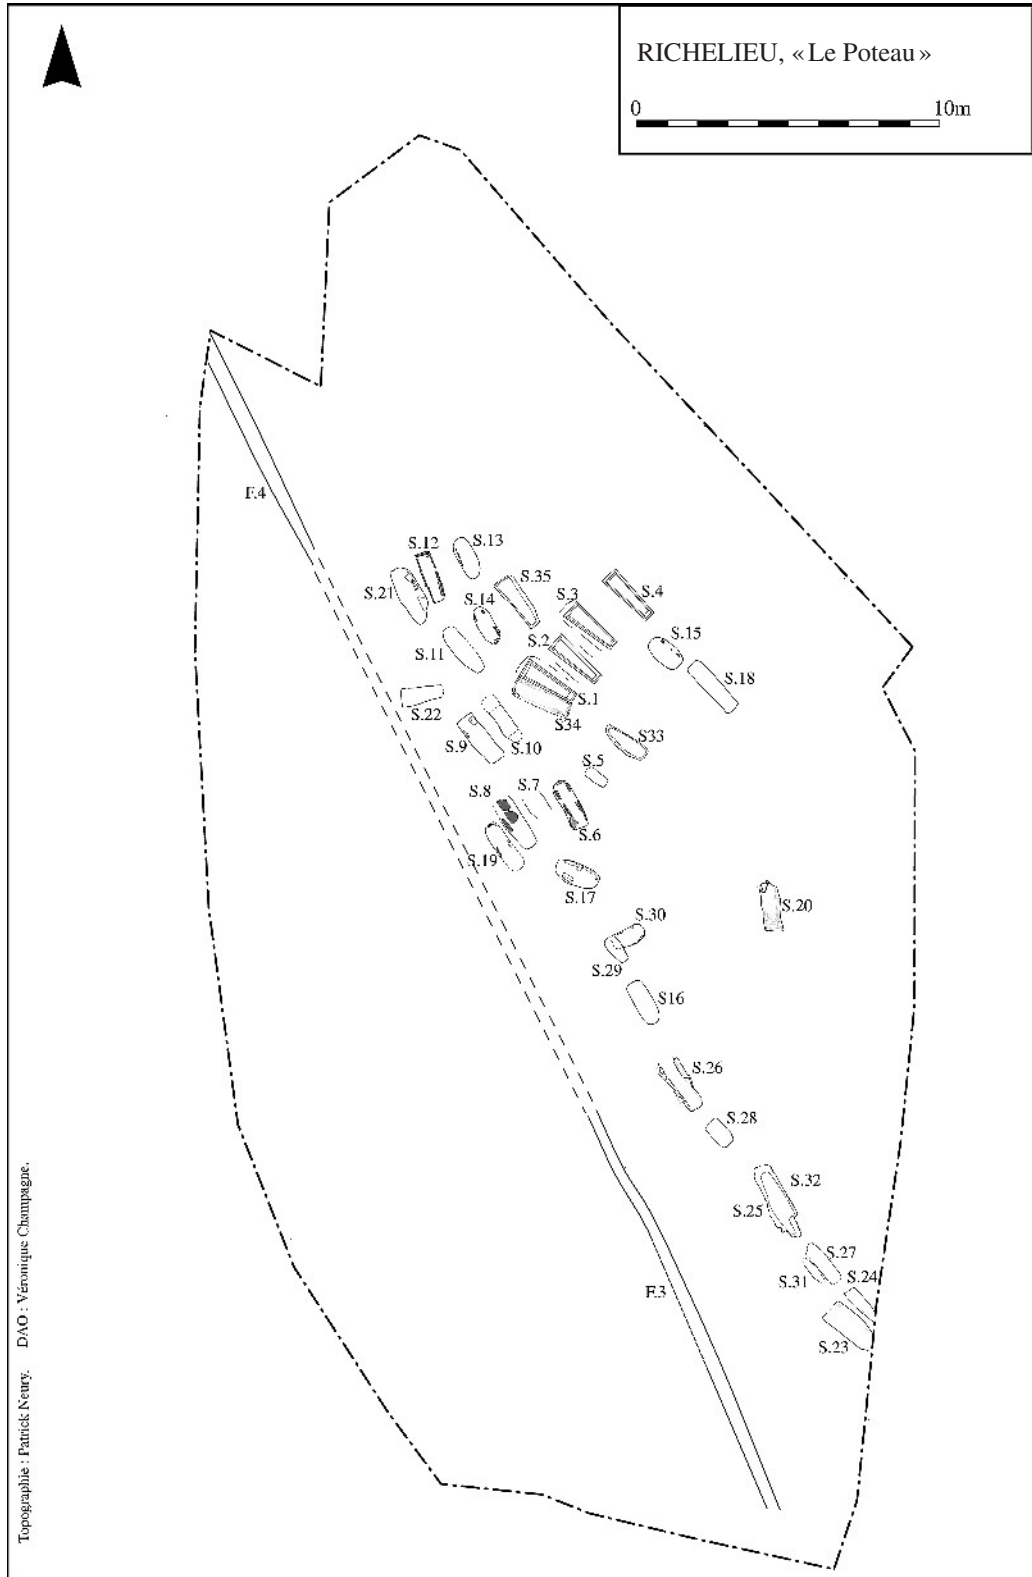 RICHELIEU, «Le Poteau»
0 10m
F.4
S.12
S.13
S.21
S.14
S.35
S.3
S.4
S.11
S.2
S.15
S.18
S.22
S.1
S34
S.9
S.10
S33
S.5
S.8
S.7
S.6
S.19
S.17
S.20
S.30
S.29
S16
S.26
S.28
S.32
S.25
S.27
S.31
S.24
F.3
S.23
Topographie : Patrick Neury. DAO : Véronique Champagne.